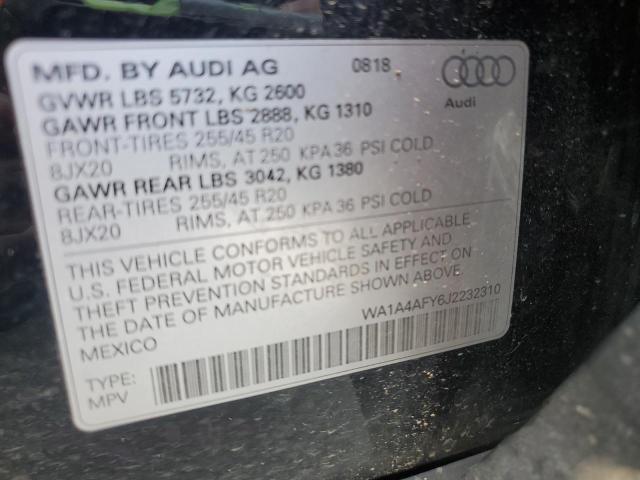 MFD. BY AUDI AG 0818
GVWR LBS 5732, KG 2600
GAWR FRONT LBS 2888, KG 1310
FRONT-TIRES 255/45 R20
8JX20 RIMS, AT 250 KPA 36 PSI COLD
GAWR REAR LBS 3042, KG 1380
REAR-TIRES 255/45 R20
8JX20 RIMS, AT 250 KPA 36 PSI COLD
Audi
THIS VEHICLE CONFORMS TO ALL APPLICABLE
U.S. FEDERAL MOTOR VEHICLE SAFETY AND
THEFT PREVENTION STANDARDS IN EFFECT ON
THE DATE OF MANUFACTURE SHOWN ABOVE.
MEXICO WA1A4AFY6J2232310
TYPE:
MPV